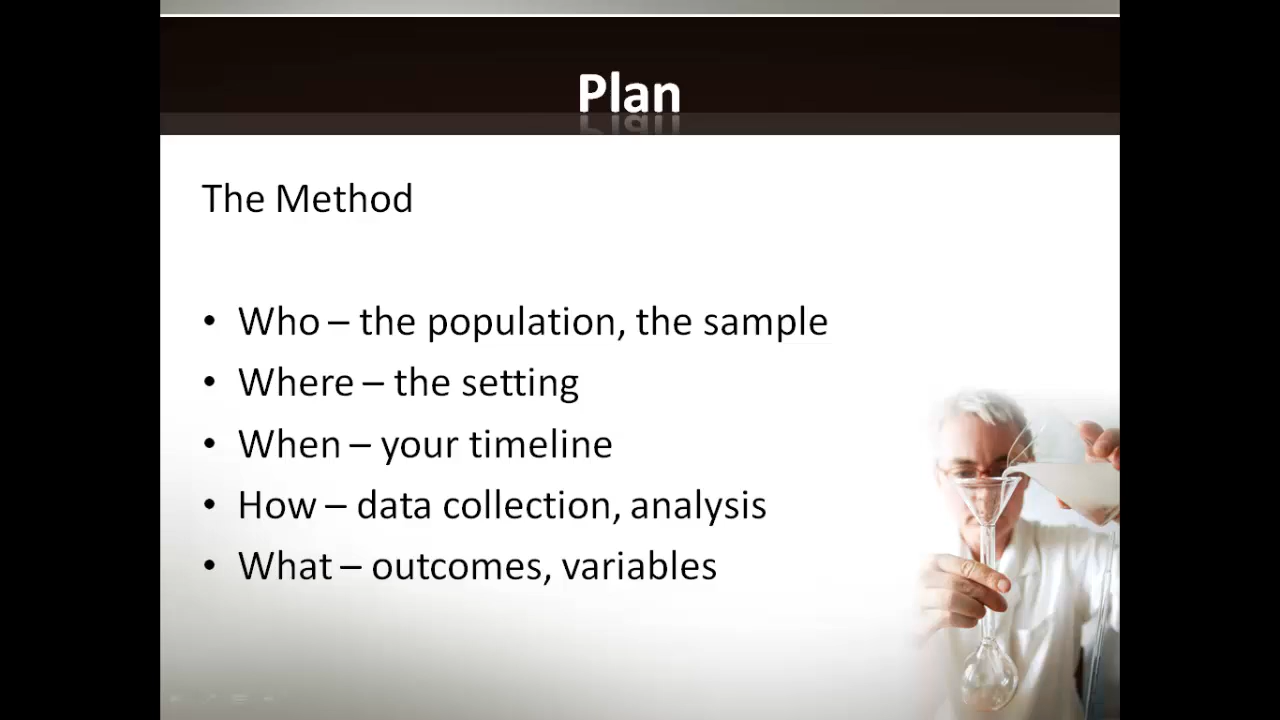 Plan
The Method
• Who – the population, the sample
• Where – the setting
• When – your timeline
• How – data collection, analysis
• What – outcomes, variables